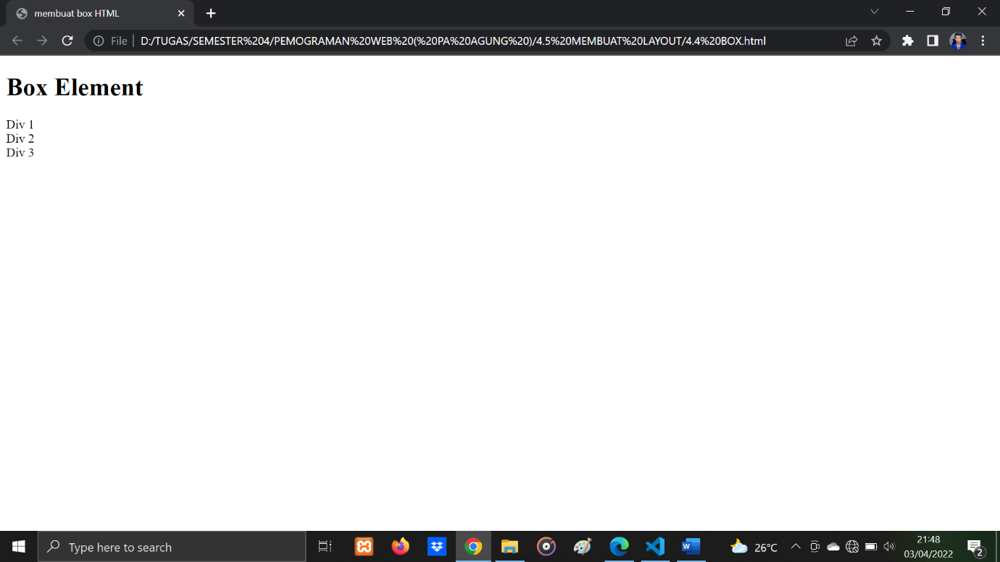 membuat box HTML
File D:/TUGAS/SEMESTER%204/PEMOGRAMAN%20WEB%20(%20PA%20AGUNG%20)/4.5%20MEMBUAT%20LAYOUT/4.4%20BOX.html
Box Element
Div 1
Div 2
Div 3
Type here to search
26°C
21:48
03/04/2022
2